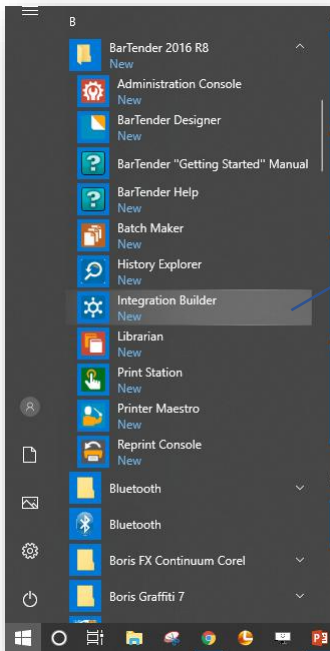 B
BarTender 2016 R8
New
Administration Console
New
BarTender Designer
New
BarTender "Getting Started" Manual
BarTender Help
New
Batch Maker
New
History Explorer
New
Integration Builder
New
Librarian
New
Print Station
New
Printer Maestro
New
Reprint Console
New
Bluetooth
Bluetooth
Boris FX Continuum Corel
Boris Graffiti 7